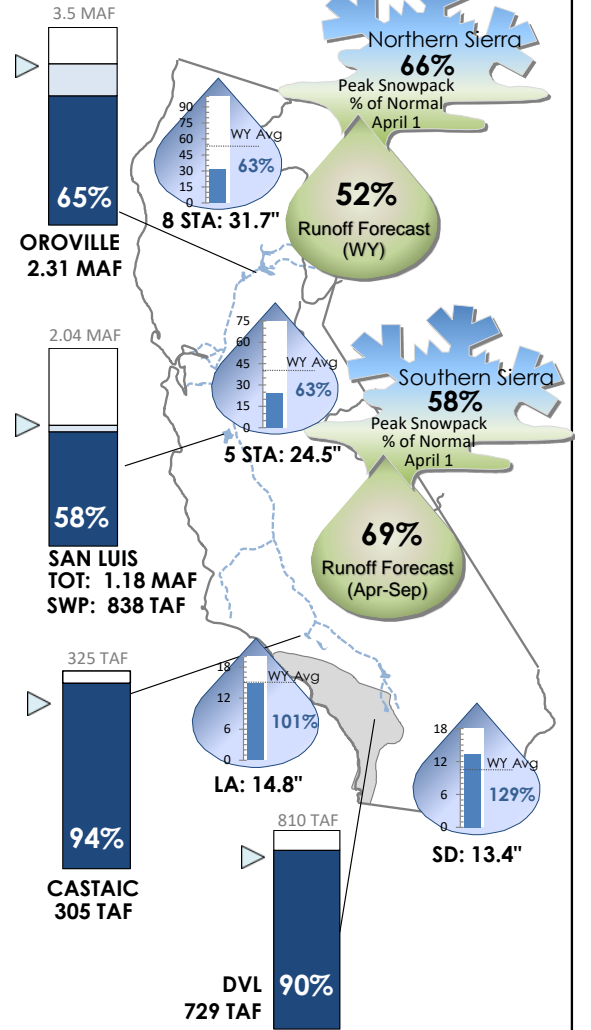 3.5 MAF
65%
OROVILLE
2.31 MAF
Northern Sierra
66%
Peak Snowpack
% of Normal
April 1
52%
Runoff Forecast
(WY)
90
75
60
45
30
15
0
WY Avg
63%
8 STA: 31.7"
2.04 MAF
58%
SAN LUIS
TOT: 1.18 MAF
SWP: 838 TAF
75
60
45
30
15
0
WY Avg
63%
5 STA: 24.5"
Southern Sierra
58%
Peak Snowpack
% of Normal
April 1
69%
Runoff Forecast
(Apr-Sep)
325 TAF
94%
CASTAIC
305 TAF
18
12
6
0
WY Avg
101%
LA: 14.8"
18
12
6
0
WY Avg
129%
SD: 13.4"
810 TAF
90%
DVL
729 TAF